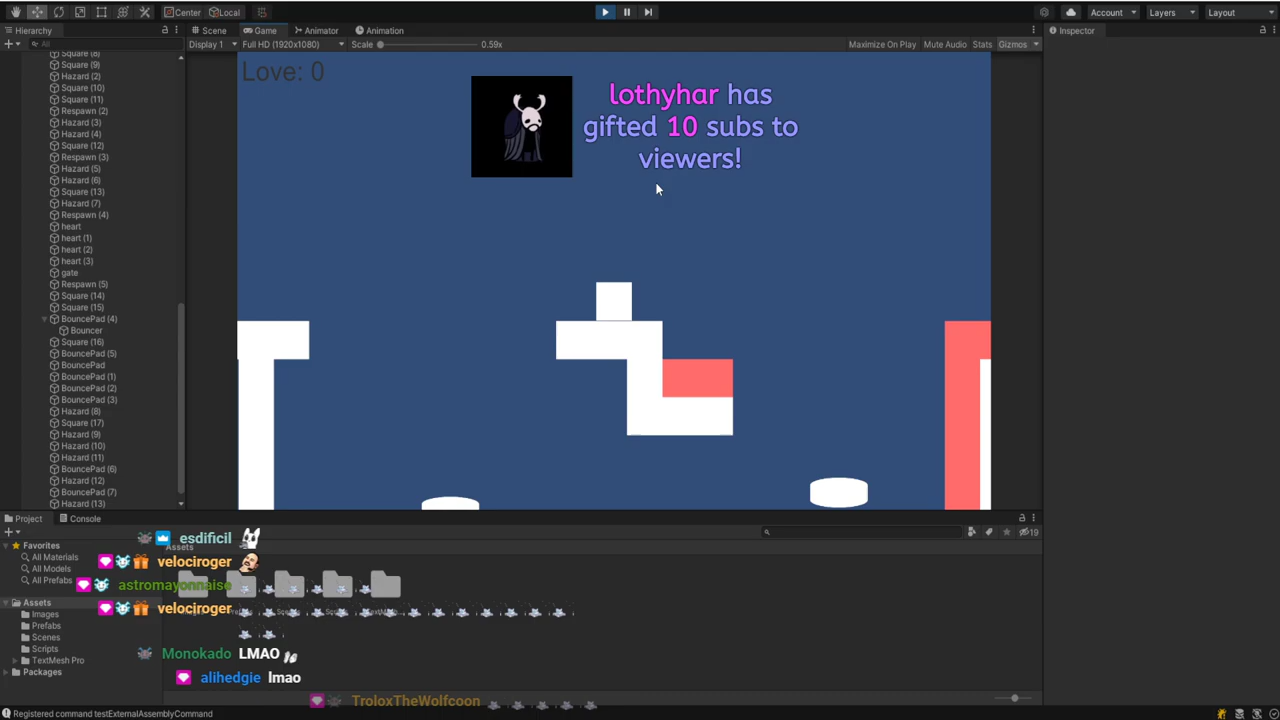 Center
Local
Account
Layers
Layout
Hierarchy
Scene
Game
Animator
Animation
Inspector
All
Display 1
Full HD (1920x1080)
Scale
0.59x
Maximize On Play
Mute Audio
Stats
Gizmos
Square (8)
Square (9)
Hazard (2)
Square (10)
Square (11)
Respawn (2)
Hazard (3)
Hazard (4)
Square (12)
Respawn (3)
Hazard (5)
Hazard (6)
Square (13)
Hazard (7)
Respawn (4)
heart
heart (1)
heart (2)
heart (3)
gate
Respawn (5)
Square (14)
Square (15)
BouncePad (4)
Bouncer
Square (16)
BouncePad (5)
BouncePad
BouncePad (1)
BouncePad (2)
BouncePad (3)
Hazard (8)
Square (17)
Hazard (9)
Hazard (10)
Hazard (11)
BouncePad (6)
Hazard (12)
BouncePad (7)
Hazard (13)
Love: 0
lothyhar has
gifted 10 subs to
viewers!
Project
Console
19
Favorites
All Materials
All Models
All Prefabs
Assets
Images
Prefabs
Scenes
Scripts
TextMesh Pro
Packages
Assets
esdificil
velociroger
astromayonnaise
velociroger
Monokado LMAO
alihedgie lmao
TroloxTheWolfcoon
Registered command testExternalAssemblyCommand